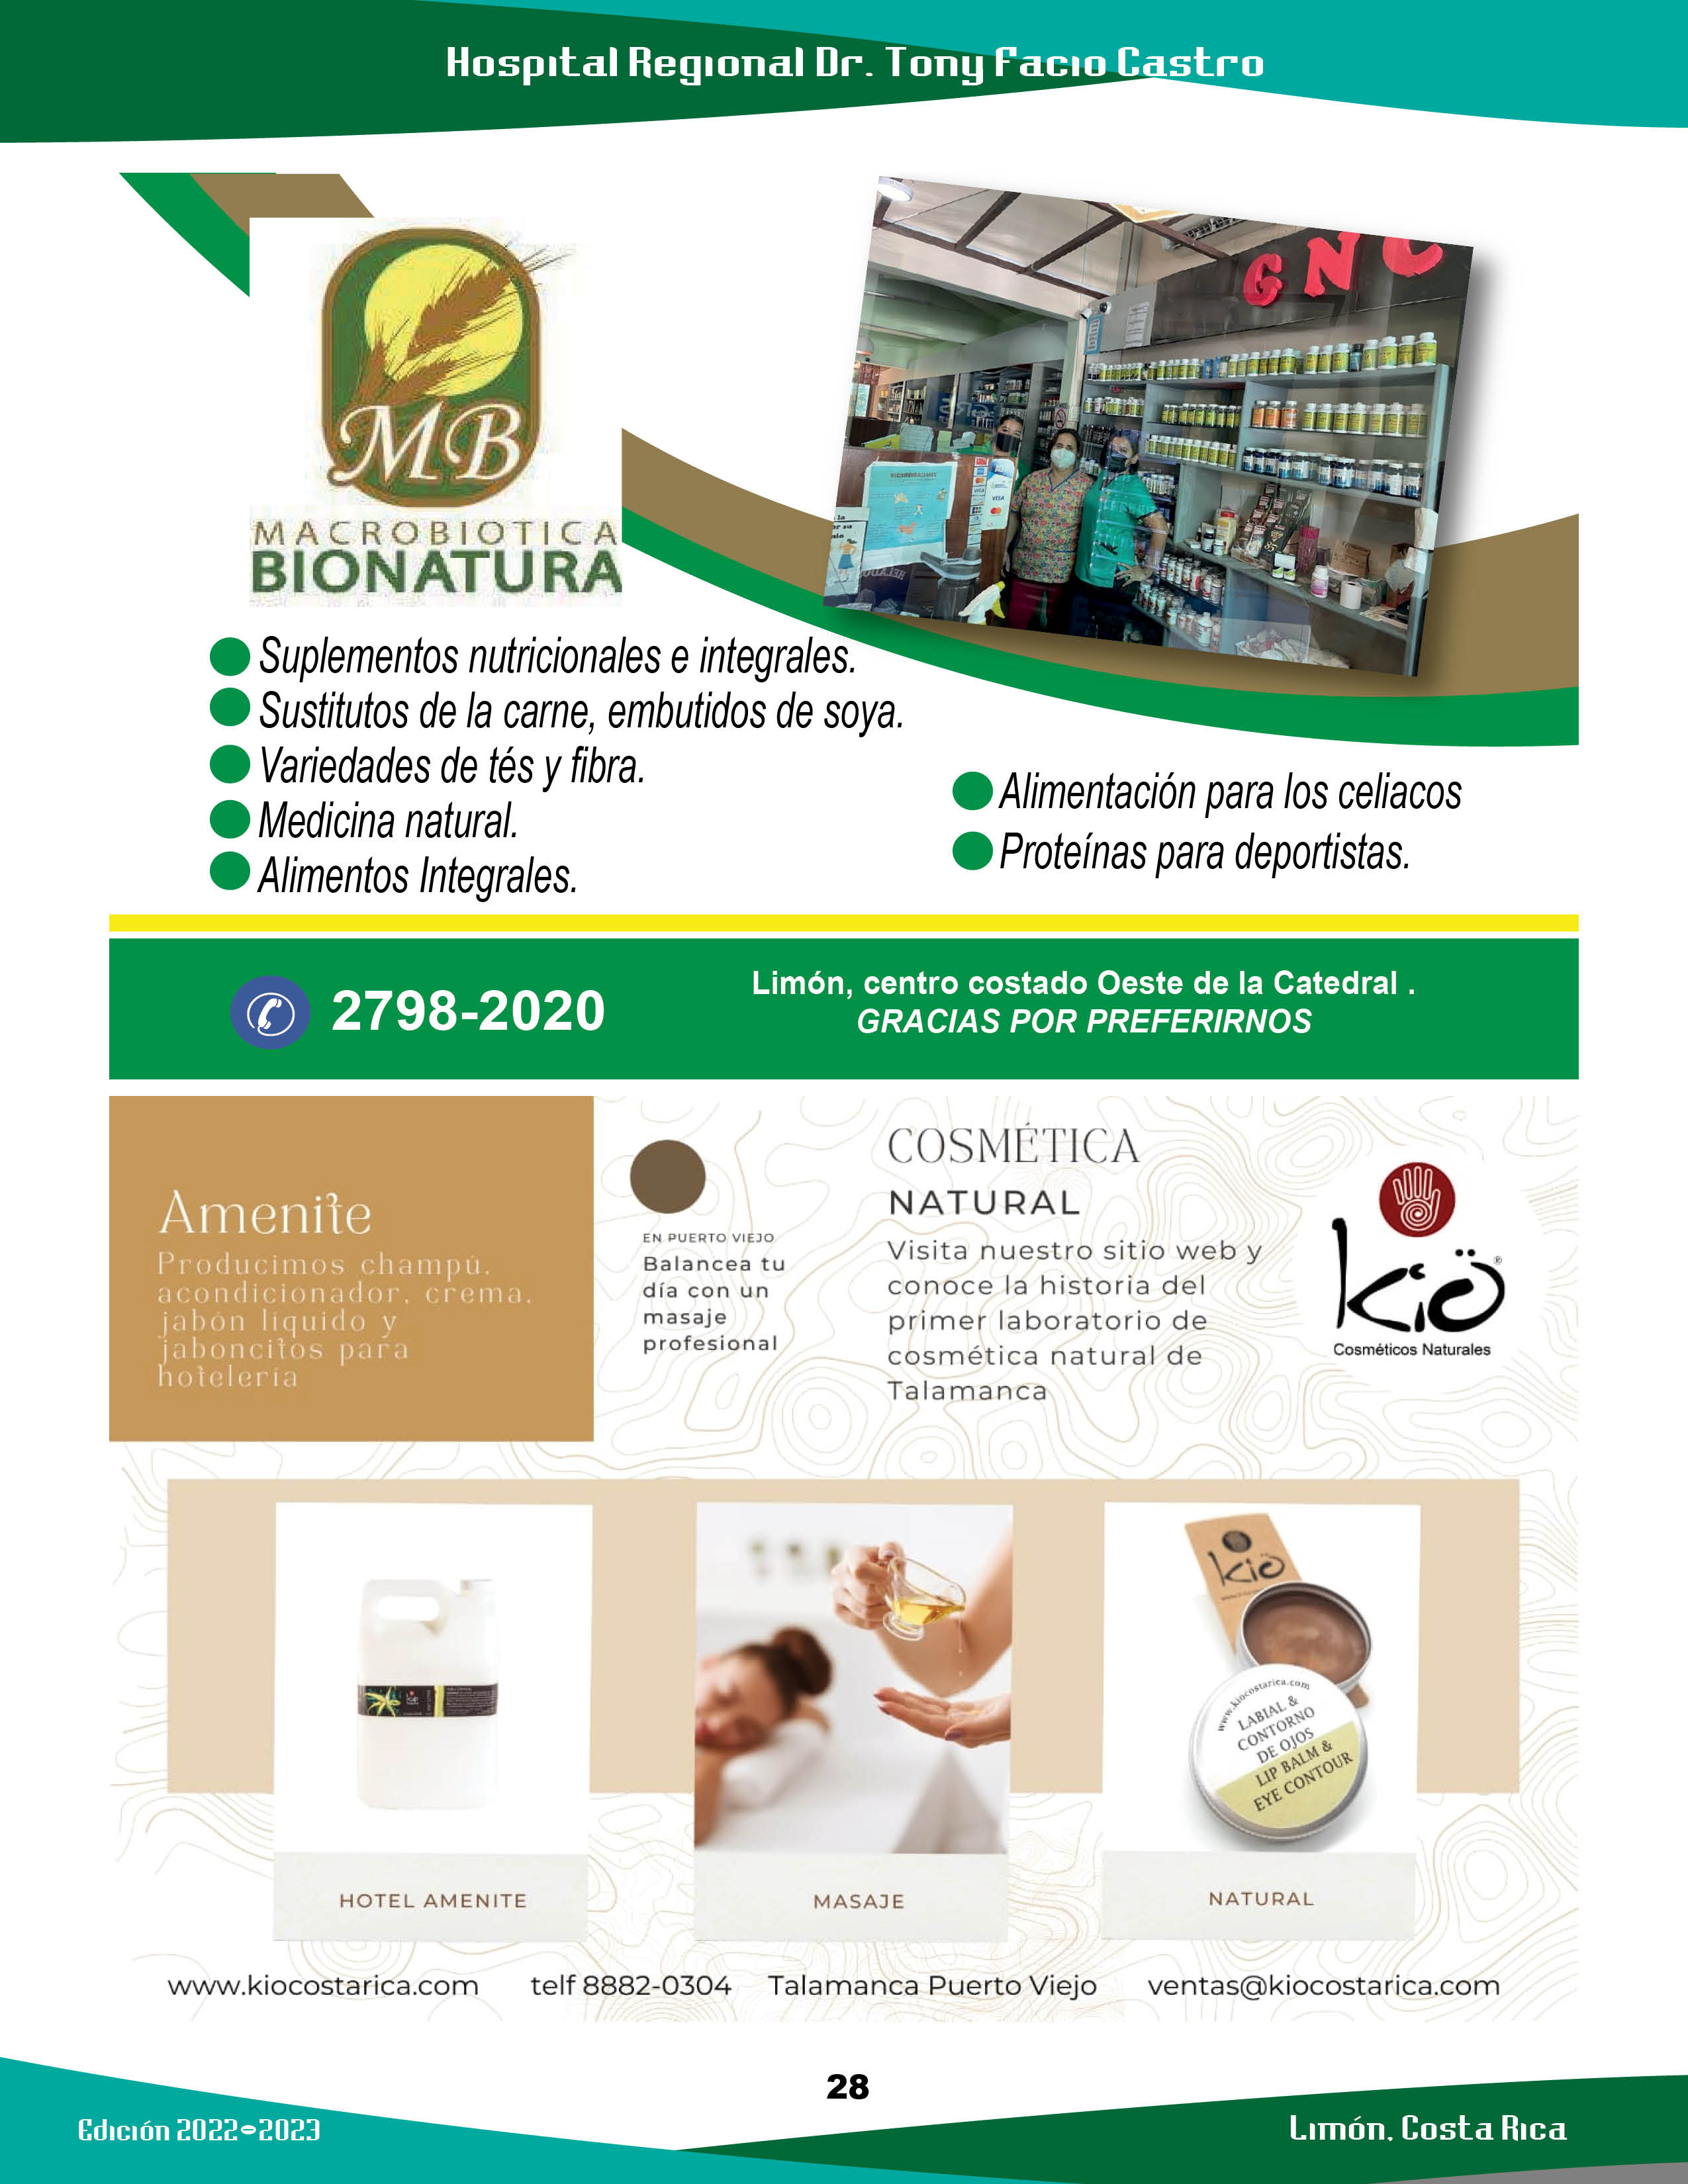 Hospital Regional Dr. Tony Facio Castro
GNC
MB
MACROBIOTICA
BIONATURA
VISA
Suplementos nutricionales e integrales.
Sustitutos de la carne, embutidos de soya.
Variedades de tés y fibra.
Medicina natural.
Alimentos Integrales.
Alimentación para los celiacos
Proteínas para deportistas.
2798-2020
Limón, centro costado Oeste de la Catedral .
GRACIAS POR PREFERIRNOS
Amenite
Producimos champú,
acondicionador, crema,
jabón liquido y
jaboncitos para
hotelería
EN PUERTO VIEJO
Balancea tu
día con un
masaje
profesional
COSMÉTICA
NATURAL
Visita nuestro sitio web y
conoce la historia del
primer laboratorio de
cosmética natural de
Talamanca
kiö®
Cosméticos Naturales
kiö
kiö
www.kiocostarica.com
LABIAL &
CONTORNO
DE OJOS
LIP BALM &
EYE CONTOUR
HOTEL AMENITE
MASAJE
NATURAL
www.kiocostarica.com
telf 8882-0304
Talamanca Puerto Viejo
ventas@kiocostarica.com
28
Edición 2022-2023
Limón, Costa Rica